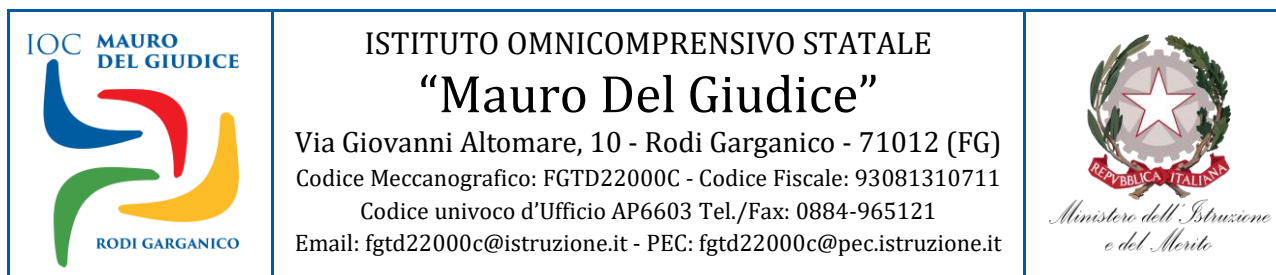 IOC MAURO
DEL GIUDICE
RODI GARGANICO
ISTITUTO OMNICOMPRENSIVO STATALE
“Mauro Del Giudice”
Via Giovanni Altomare, 10 - Rodi Garganico - 71012 (FG)
Codice Meccanografico: FGTD22000C - Codice Fiscale: 93081310711
Codice univoco d’Ufficio AP6603 Tel./Fax: 0884-965121
Email: fgtd22000c@istruzione.it - PEC: fgtd22000c@pec.istruzione.it
REPVBBLICA ITALIANA
Ministero dell’Istruzione
e del Merito